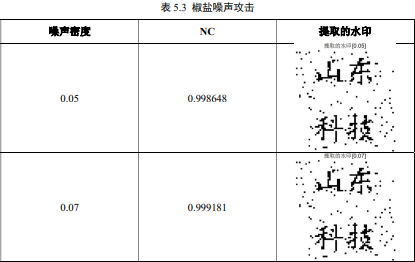 表 5.3 椒盐噪声攻击
噪声密度 NC 提取的水印
提取的水印[0.05]
0.05 0.998648 山东
科技
提取的水印[0.07]
0.07 0.999181 山东
科技